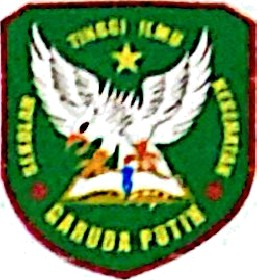 SEKOLAH TINGGI ILMU KESEHATAN
GARUDA PUTIH